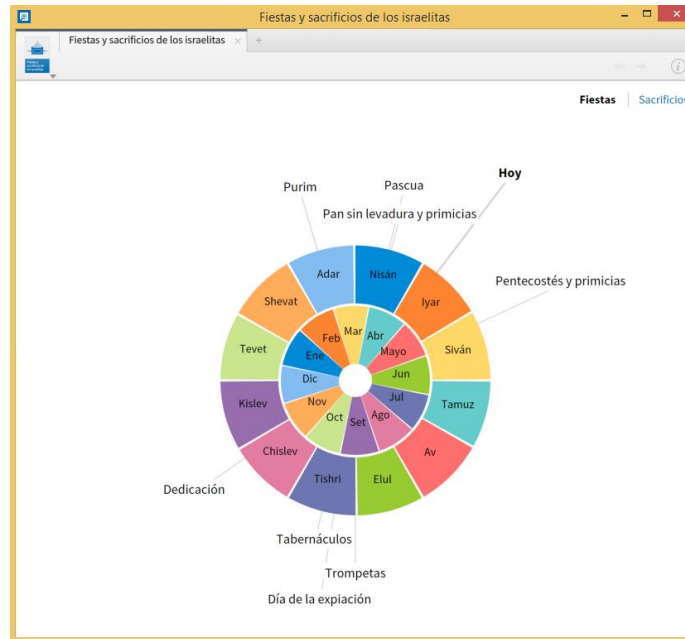 Fiestas y sacrificios de los israelitas
Fiestas y sacrificios de los israelitas
Fiestas
Sacrificios
Hoy
Purim
Pascua
Pan sin levadura y primicias
Pentecostés y primicias
Adar
Nisán
Iyar
Shevat
Siván
Tevet
Tamuz
Kislev
Av
Chislev
Elul
Tishri
Mar
Abr
Feb
Mayo
Ene
Jun
Dic
Jul
Nov
Ago
Oct
Set
Dedicación
Tabernáculos
Trompetas
Día de la expiación